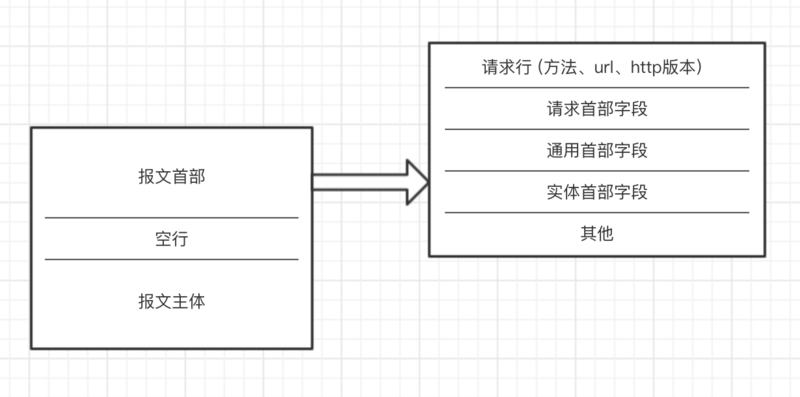 报文首部
空行
报文主体
请求行（方法、url、http版本）
请求首部字段
通用首部字段
实体首部字段
其他